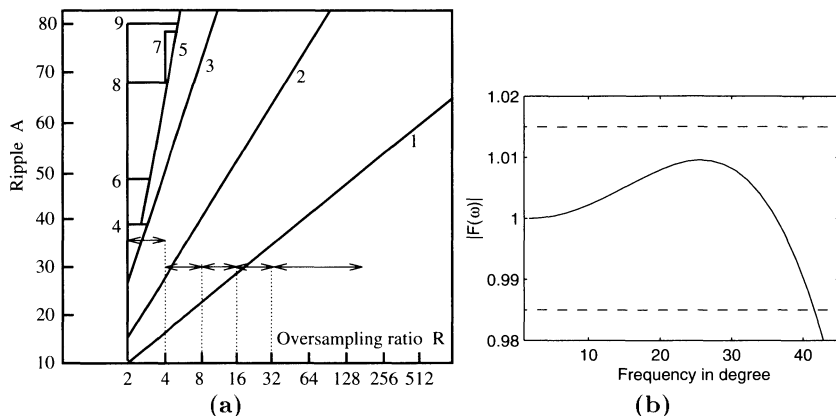 Ripple A
80
70
60
50
40
30
20
10
9
8
6
4
7
5
3
2
1
Oversampling ratio R
2 4 8 16 32 64 128 256 512
(a)
|F(ω)|
1.02
1.01
1
0.99
0.985
0.98
10 20 30 40
Frequency in degree
(b)